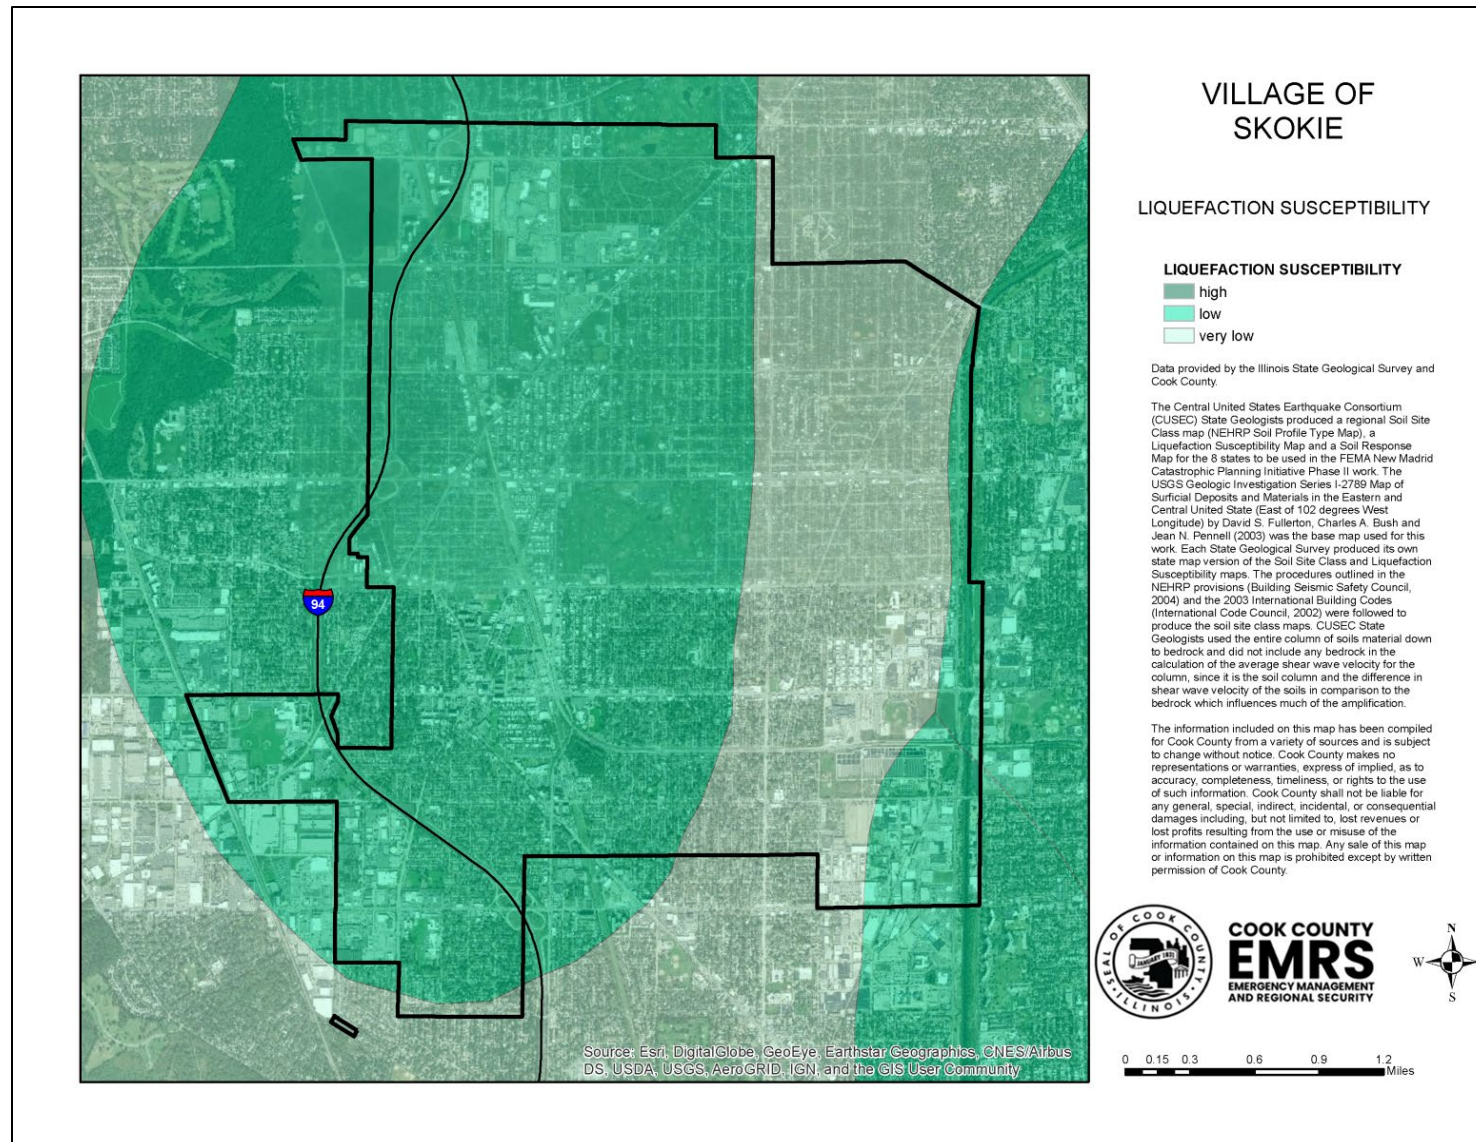 VILLAGE OF
SKOKIE
LIQUEFACTION SUSCEPTIBILITY
LIQUEFACTION SUSCEPTIBILITY
high
low
very low
Data provided by the Illinois State Geological Survey and
Cook County.
The Central United States Earthquake Consortium
(CUSEC) State Geologists produced a regional Soil Site
Class map (NEHRP Soil Profile Type Map), a
Liquefaction Susceptibility Map and a Soil Response
Map for the 8 states to be used in the FEMA New Madrid
Catastrophic Planning Initiative Phase II work. The
USGS Geologic Investigation Series I-2789 Map of
Surficial Deposits and Materials in the Eastern and
Central United State (East of 102 degrees West
Longitude) by David S. Fullerton, Charles A. Bush and
Jean N. Pennell (2003) was the base map used for this
work. Each State Geological Survey produced its own
state map version of the Soil Site Class and Liquefaction
Susceptibility maps. The procedures outlined in the
NEHRP provisions (Building Seismic Safety Council,
2004) and the 2003 International Building Codes
(International Code Council, 2002) were followed to
produce the soil site class maps. CUSEC State
Geologists used the entire column of soils material down
to bedrock and did not include any bedrock in the
calculation of the average shear wave velocity for the
column, since it is the soil column and the difference in
shear wave velocity of the soils in comparison to the
bedrock which influences much of the amplification.
The information included on this map has been compiled
for Cook County from a variety of sources and is subject
to change without notice. Cook County makes no
representations or warranties, express of implied, as to
accuracy, completeness, timeliness, or rights to the use
of such information. Cook County shall not be liable for
any general, special, indirect, incidental, or consequential
damages including, but not limited to, lost revenues or
lost profits resulting from the use or misuse of the
information contained on this map. Any sale of this map
or information on this map is prohibited except by written
permission of Cook County.
94
SEAL OF COOK COUNTY
JANUARY 1831
ILLINOIS
COOK COUNTY
EMRS
EMERGENCY MANAGEMENT
AND REGIONAL SECURITY
N
W
S
Source: Esri, DigitalGlobe, GeoEye, Earthstar Geographics, CNES/Airbus
DS, USDA, USGS, AeroGRID, IGN, and the GIS User Community
0 0.15 0.3 0.6 0.9 1.2
Miles